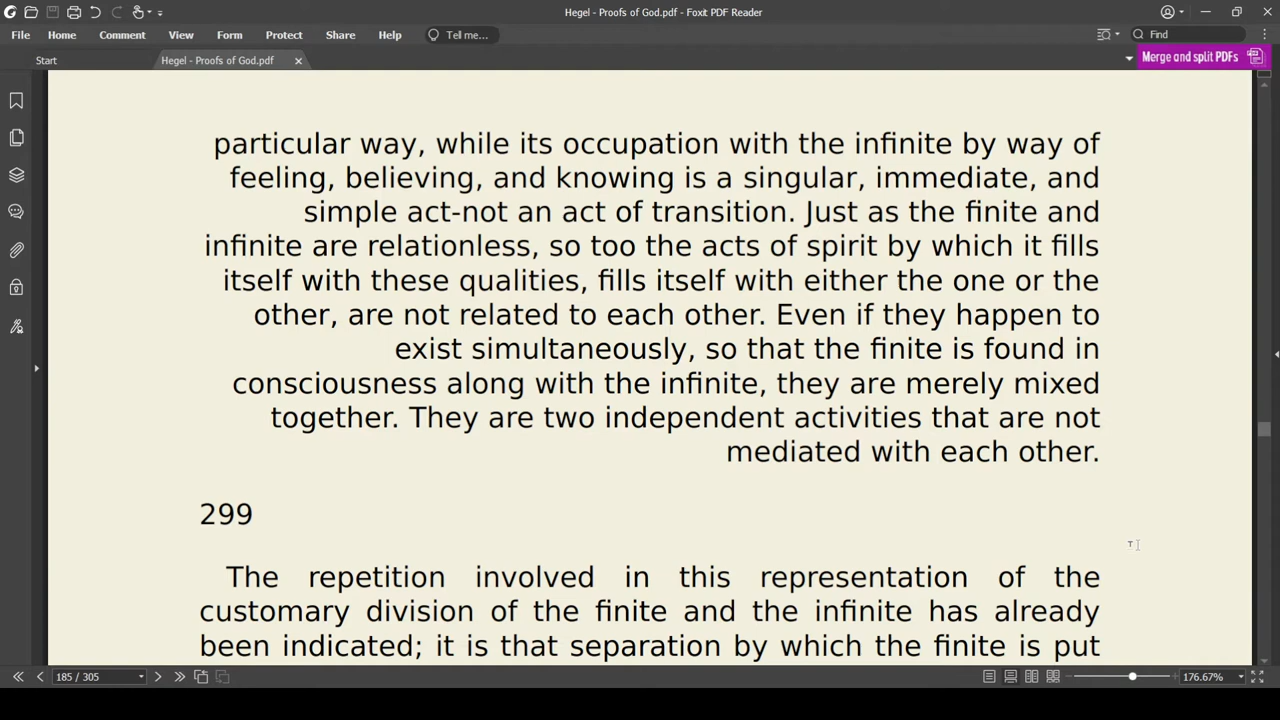 Hegel - Proofs of God.pdf - Foxit PDF Reader
File Home Comment View Form Protect Share Help Tell me... Find
Start Hegel - Proofs of God.pdf Merge and split PDFs
particular way, while its occupation with the infinite by way of
feeling, believing, and knowing is a singular, immediate, and
simple act-not an act of transition. Just as the finite and
infinite are relationless, so too the acts of spirit by which it fills
itself with these qualities, fills itself with either the one or the
other, are not related to each other. Even if they happen to
exist simultaneously, so that the finite is found in
consciousness along with the infinite, they are merely mixed
together. They are two independent activities that are not
mediated with each other.
299
The repetition involved in this representation of the
customary division of the finite and the infinite has already
been indicated; it is that separation by which the finite is put
185 / 305 176.67%